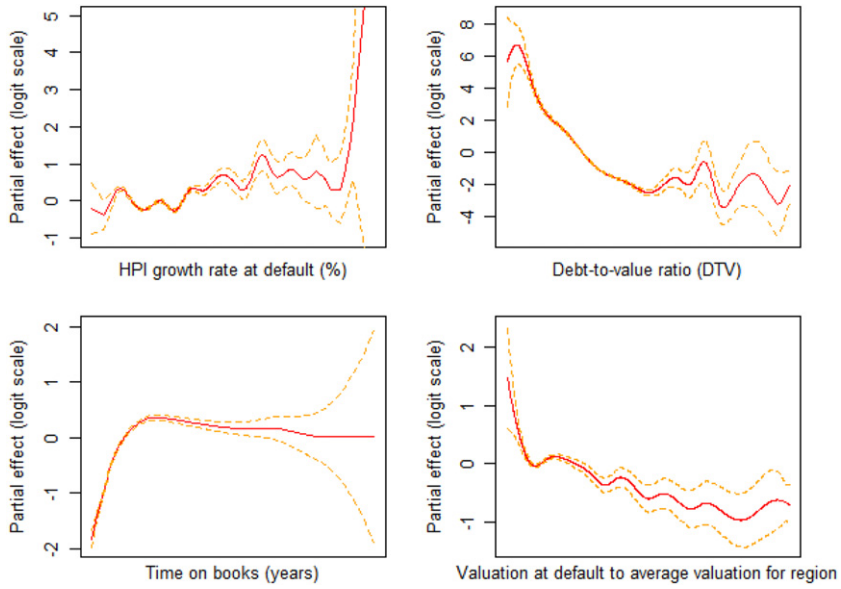 5
4
3
2
1
0
-1
Partial effect (logit scale)
HPI growth rate at default (%)
8
6
4
2
0
-2
-4
Partial effect (logit scale)
Debt-to-value ratio (DTV)
2
1
0
-1
-2
Partial effect (logit scale)
Time on books (years)
2
1
0
-1
Partial effect (logit scale)
Valuation at default to average valuation for region